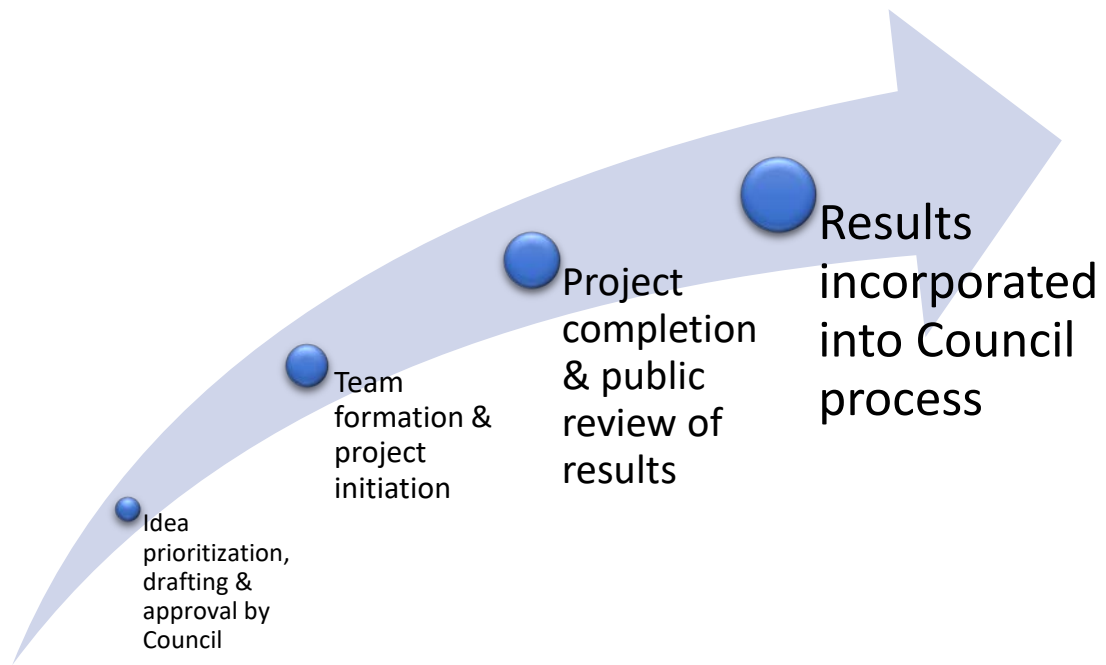 Idea
prioritization,
drafting &
approval by
Council
Team
formation &
project
initiation
Project
completion
& public
review of
results
Results
incorporated
into Council
process